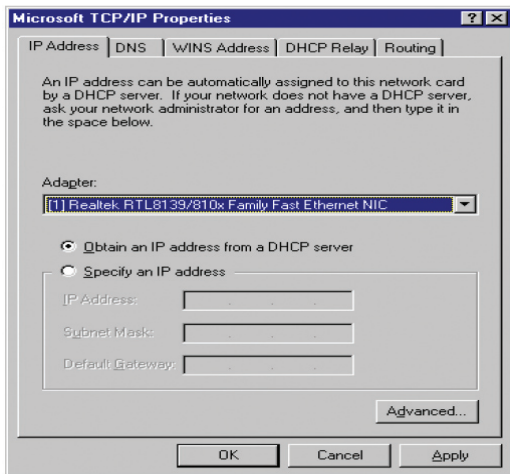 Microsoft TCP/IP Properties
IP Address DNS WINS Address DHCP Relay Routing
An IP address can be automatically assigned to this network card
by a DHCP server. If your network does not have a DHCP server,
ask your network administrator for an address, and then type it in
the space below.
Adapter:
[1] Realtek RTL8139/810x Family Fast Ethernet NIC
Obtain an IP address from a DHCP server
Specify an IP address
IP Address:
Subnet Mask:
Default Gateway:
Advanced...
OK Cancel Apply